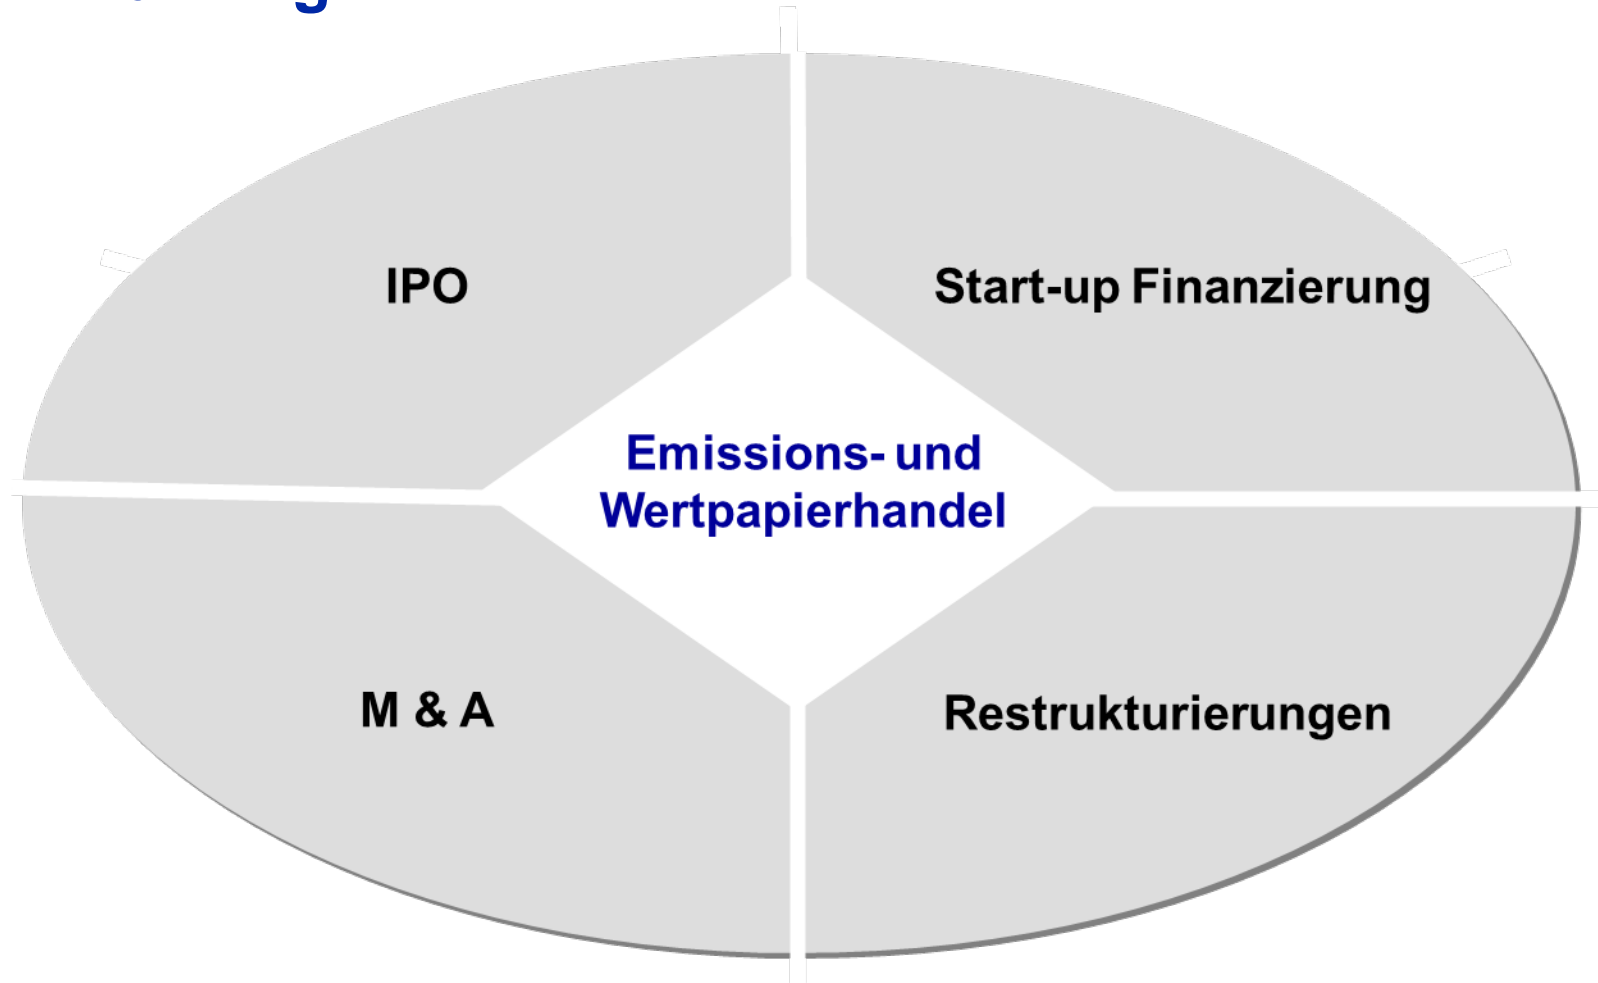 IPO
Start-up Finanzierung
Emissions- und
Wertpapierhandel
M & A
Restrukturierungen